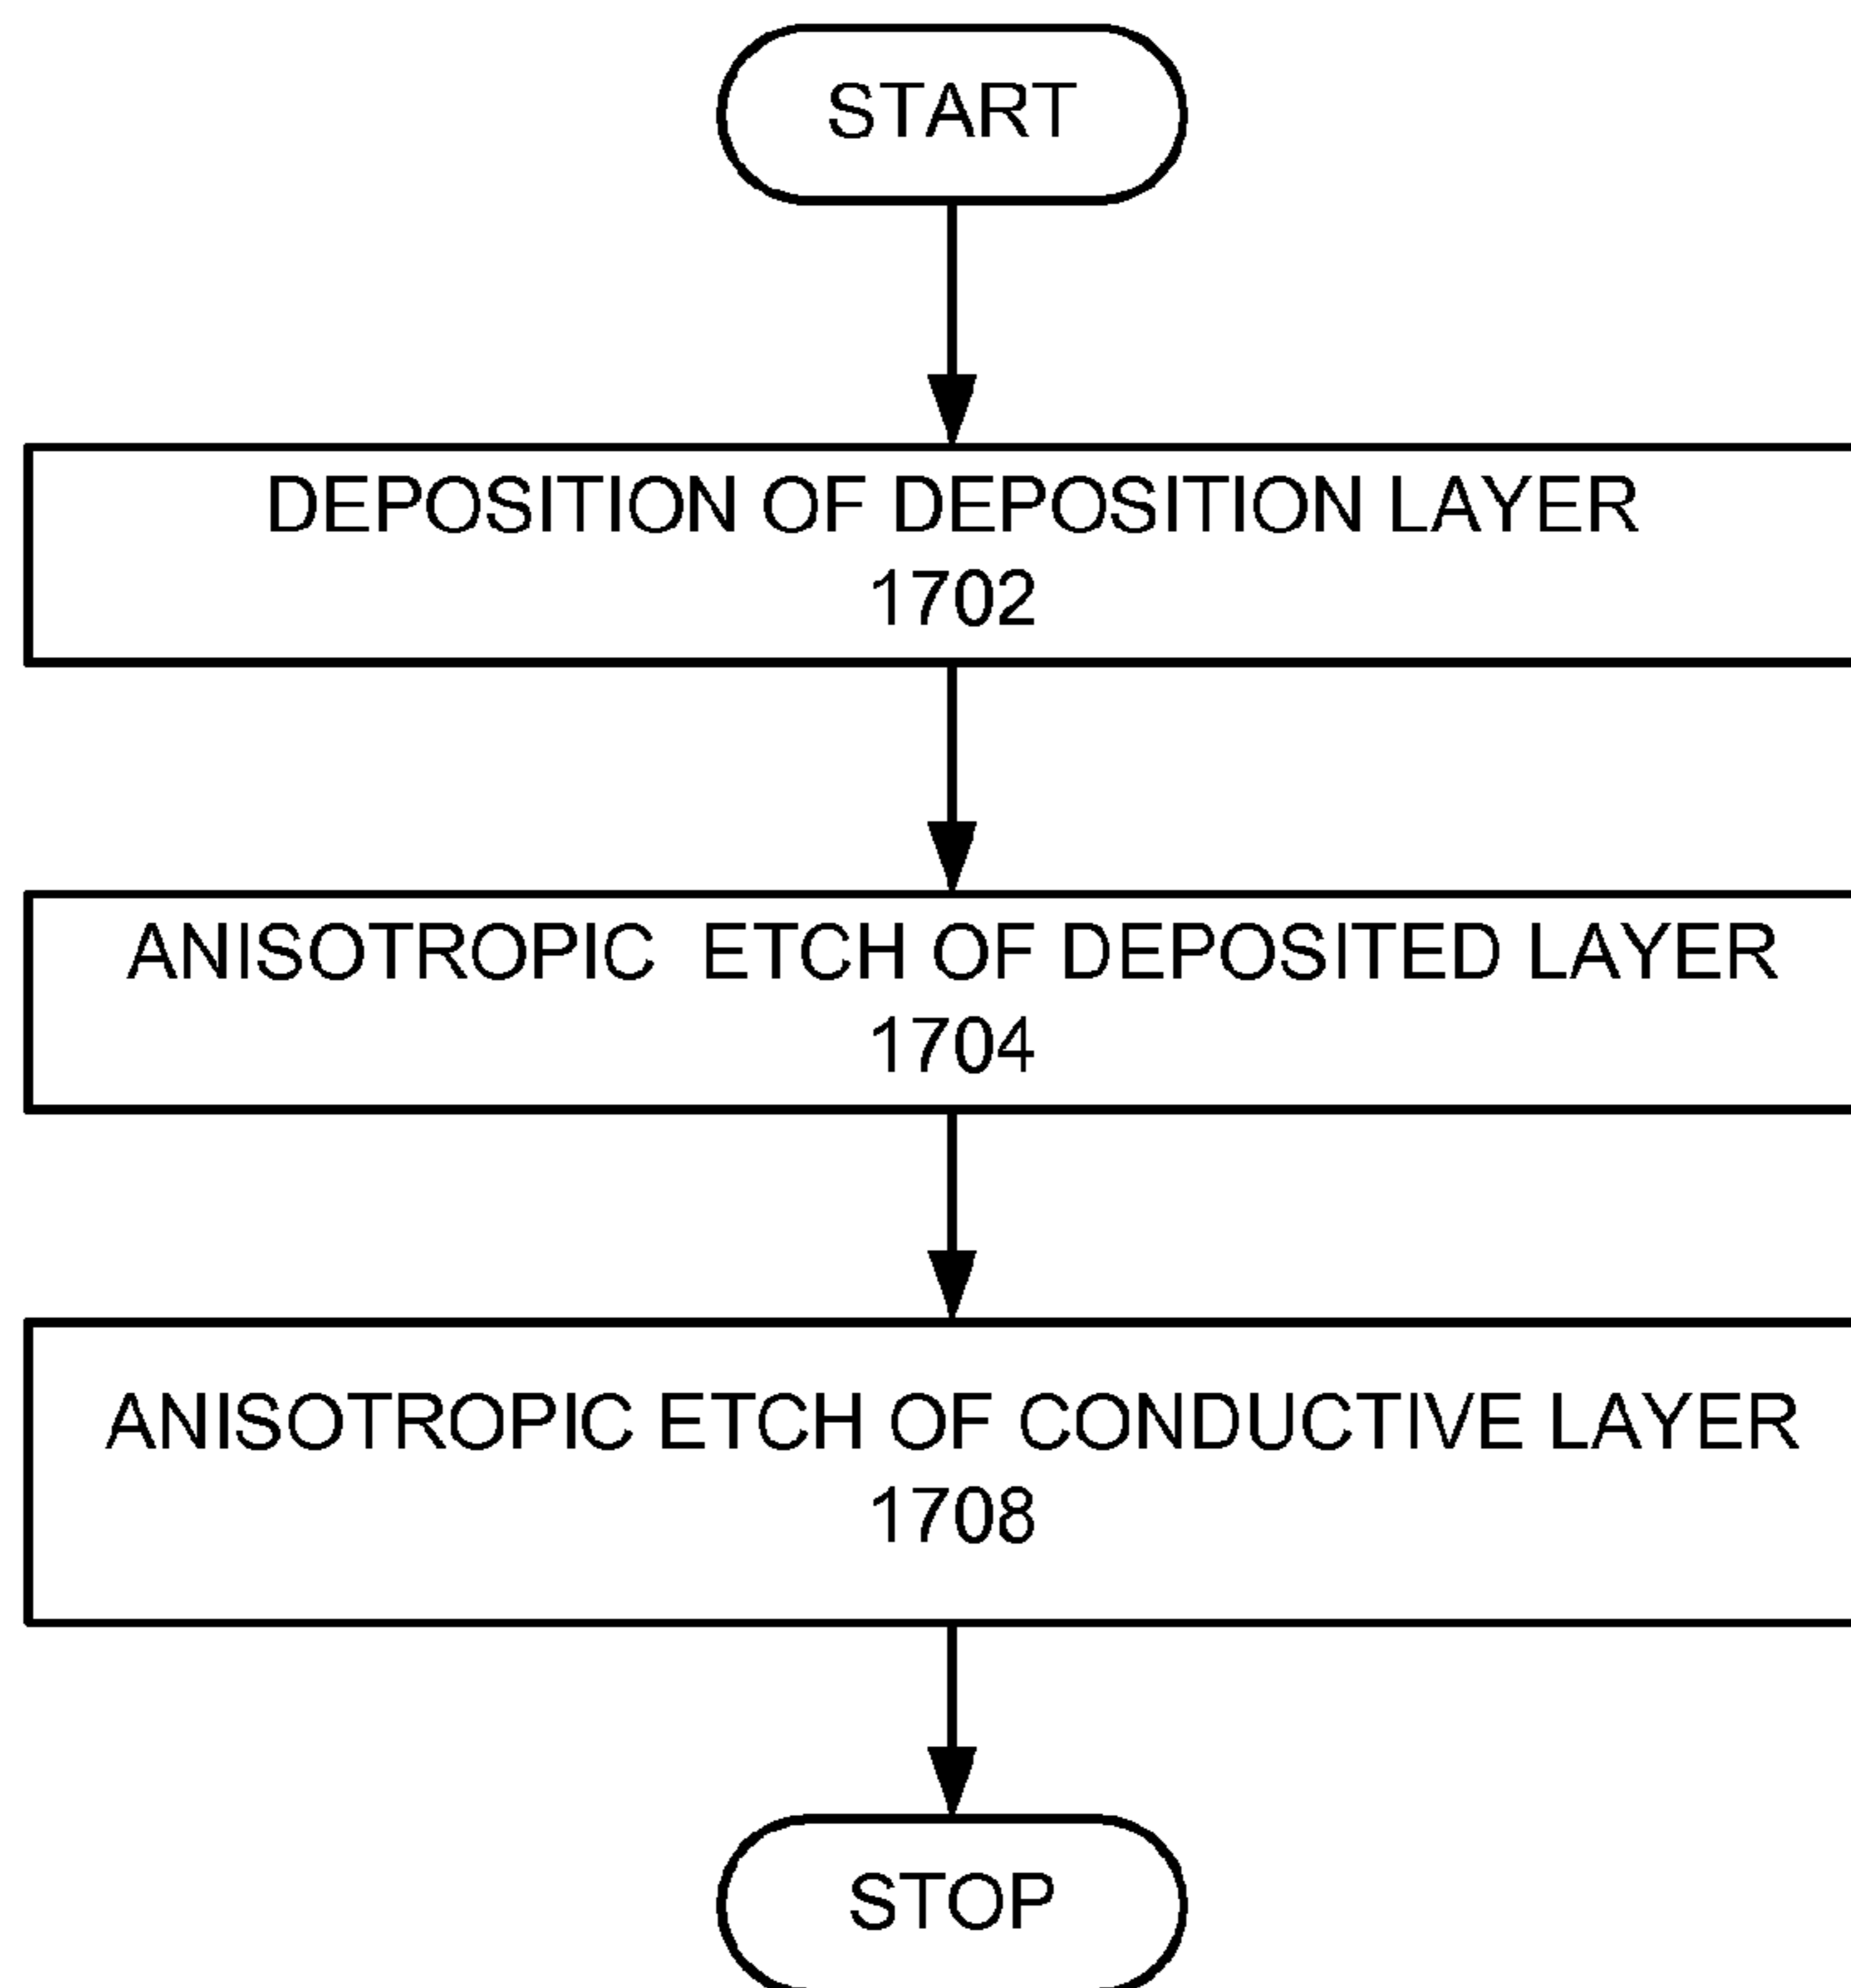 START
DEPOSITION OF DEPOSITION LAYER
1702
ANISOTROPIC ETCH OF DEPOSITED LAYER
1704
ANISOTROPIC ETCH OF CONDUCTIVE LAYER
1708
STOP